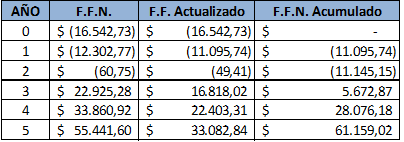 AÑO F.F.N. F.F. Actualizado F.F.N. Acumulado
0 $ (16.542,73) $ (16.542,73) $ -
1 $ (12.302,77) $ (11.095,74) $ (11.095,74)
2 $ (60,75) $ (49,41) $ (11.145,15)
3 $ 22.925,28 $ 16.818,02 $ 5.672,87
4 $ 33.860,92 $ 22.403,31 $ 28.076,18
5 $ 55.441,60 $ 33.082,84 $ 61.159,02